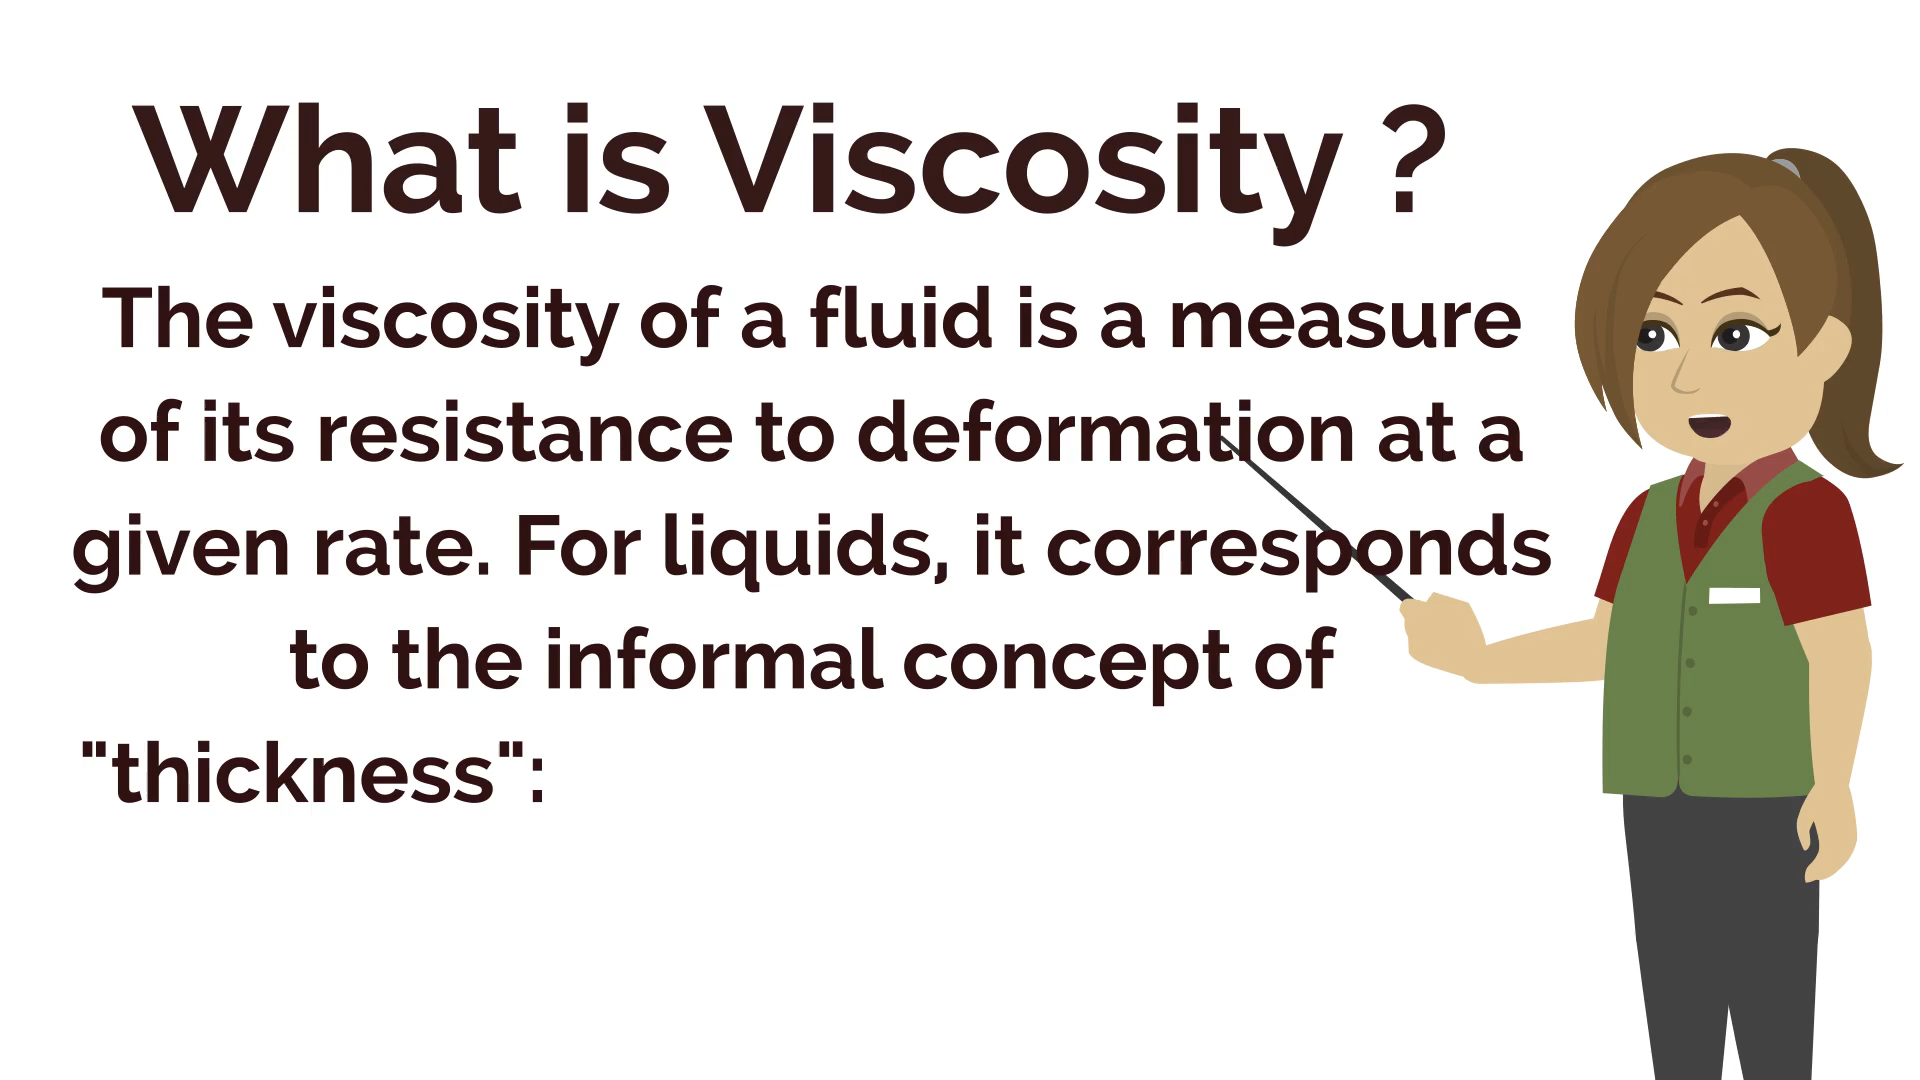 What is Viscosity ?
The viscosity of a fluid is a measure
of its resistance to deformation at a
given rate. For liquids, it corresponds
to the informal concept of
"thickness":